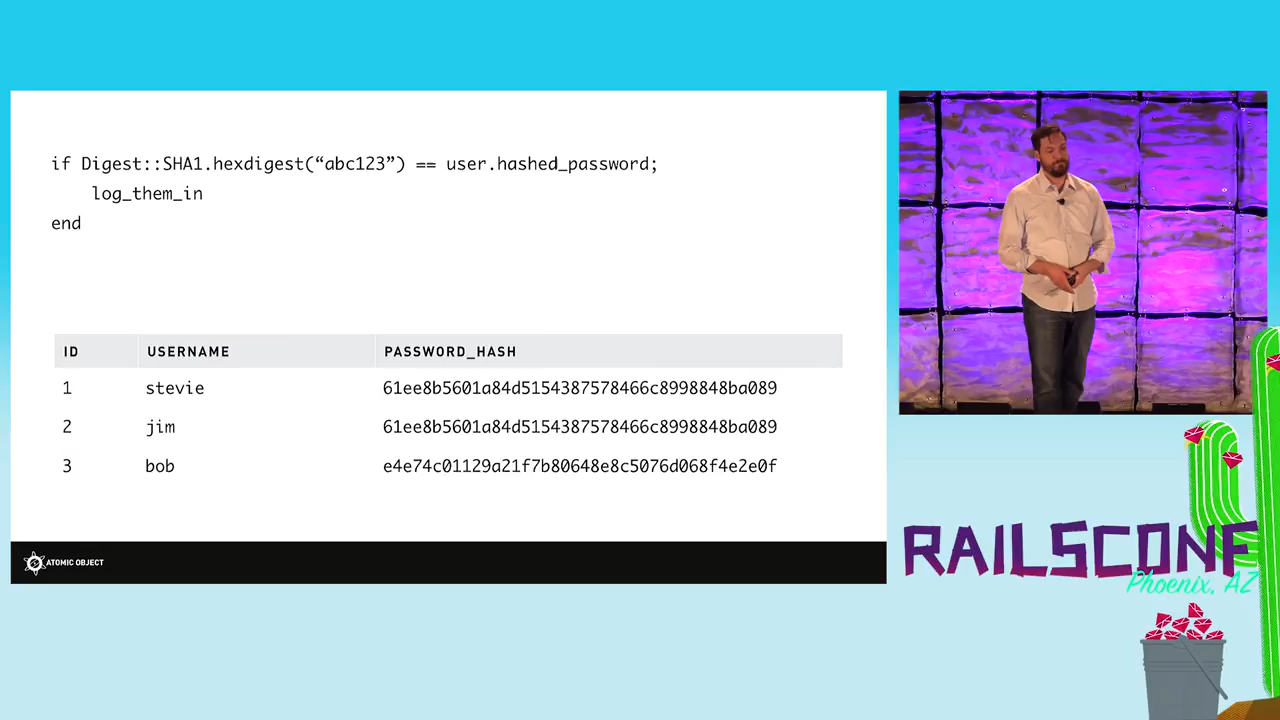 if Digest::SHA1.hexdigest(“abc123”) == user.hashed_password;
log_them_in
end
ID USERNAME PASSWORD_HASH
1 stevie 61ee8b5601a84d5154387578466c8998848ba089
2 jim 61ee8b5601a84d5154387578466c8998848ba089
3 bob e4e74c01129a21f7b80648e8c5076d068f4e2e0f
ATOMIC OBJECT
RAILSCONF
Phoenix, AZ